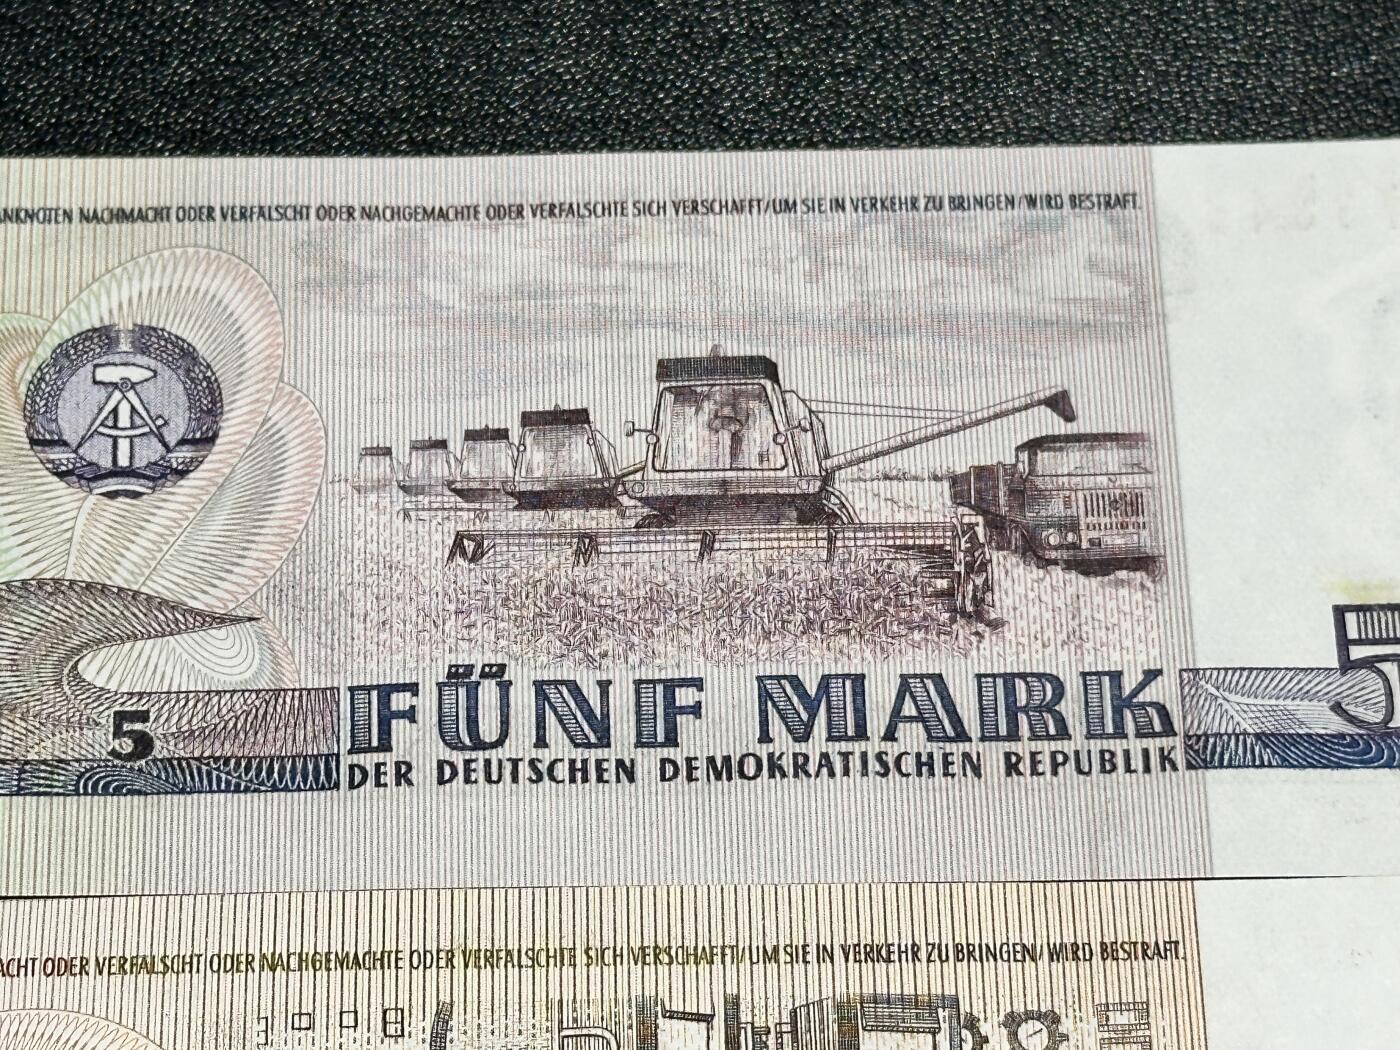 NKNOTEN NACHMACHT ODER VERFÄLSCHT ODER NACHGEMACHTE ODER VERFÄLSCHTE SICH VERSCHAFFT/UM SIE IN VERKEHR ZU BRINGEN/WIRD BESTRAFT.
5
5
FÜNF MARK
DER DEUTSCHEN DEMOKRATISCHEN REPUBLIK
ACHT ODER VERFÄLSCHT ODER NACHGEMACHTE ODER VERFÄLSCHTE SICH VERSCHAFFT/UM SIE IN VERKEHR ZU BRINGEN/WIRD BESTRAFT.